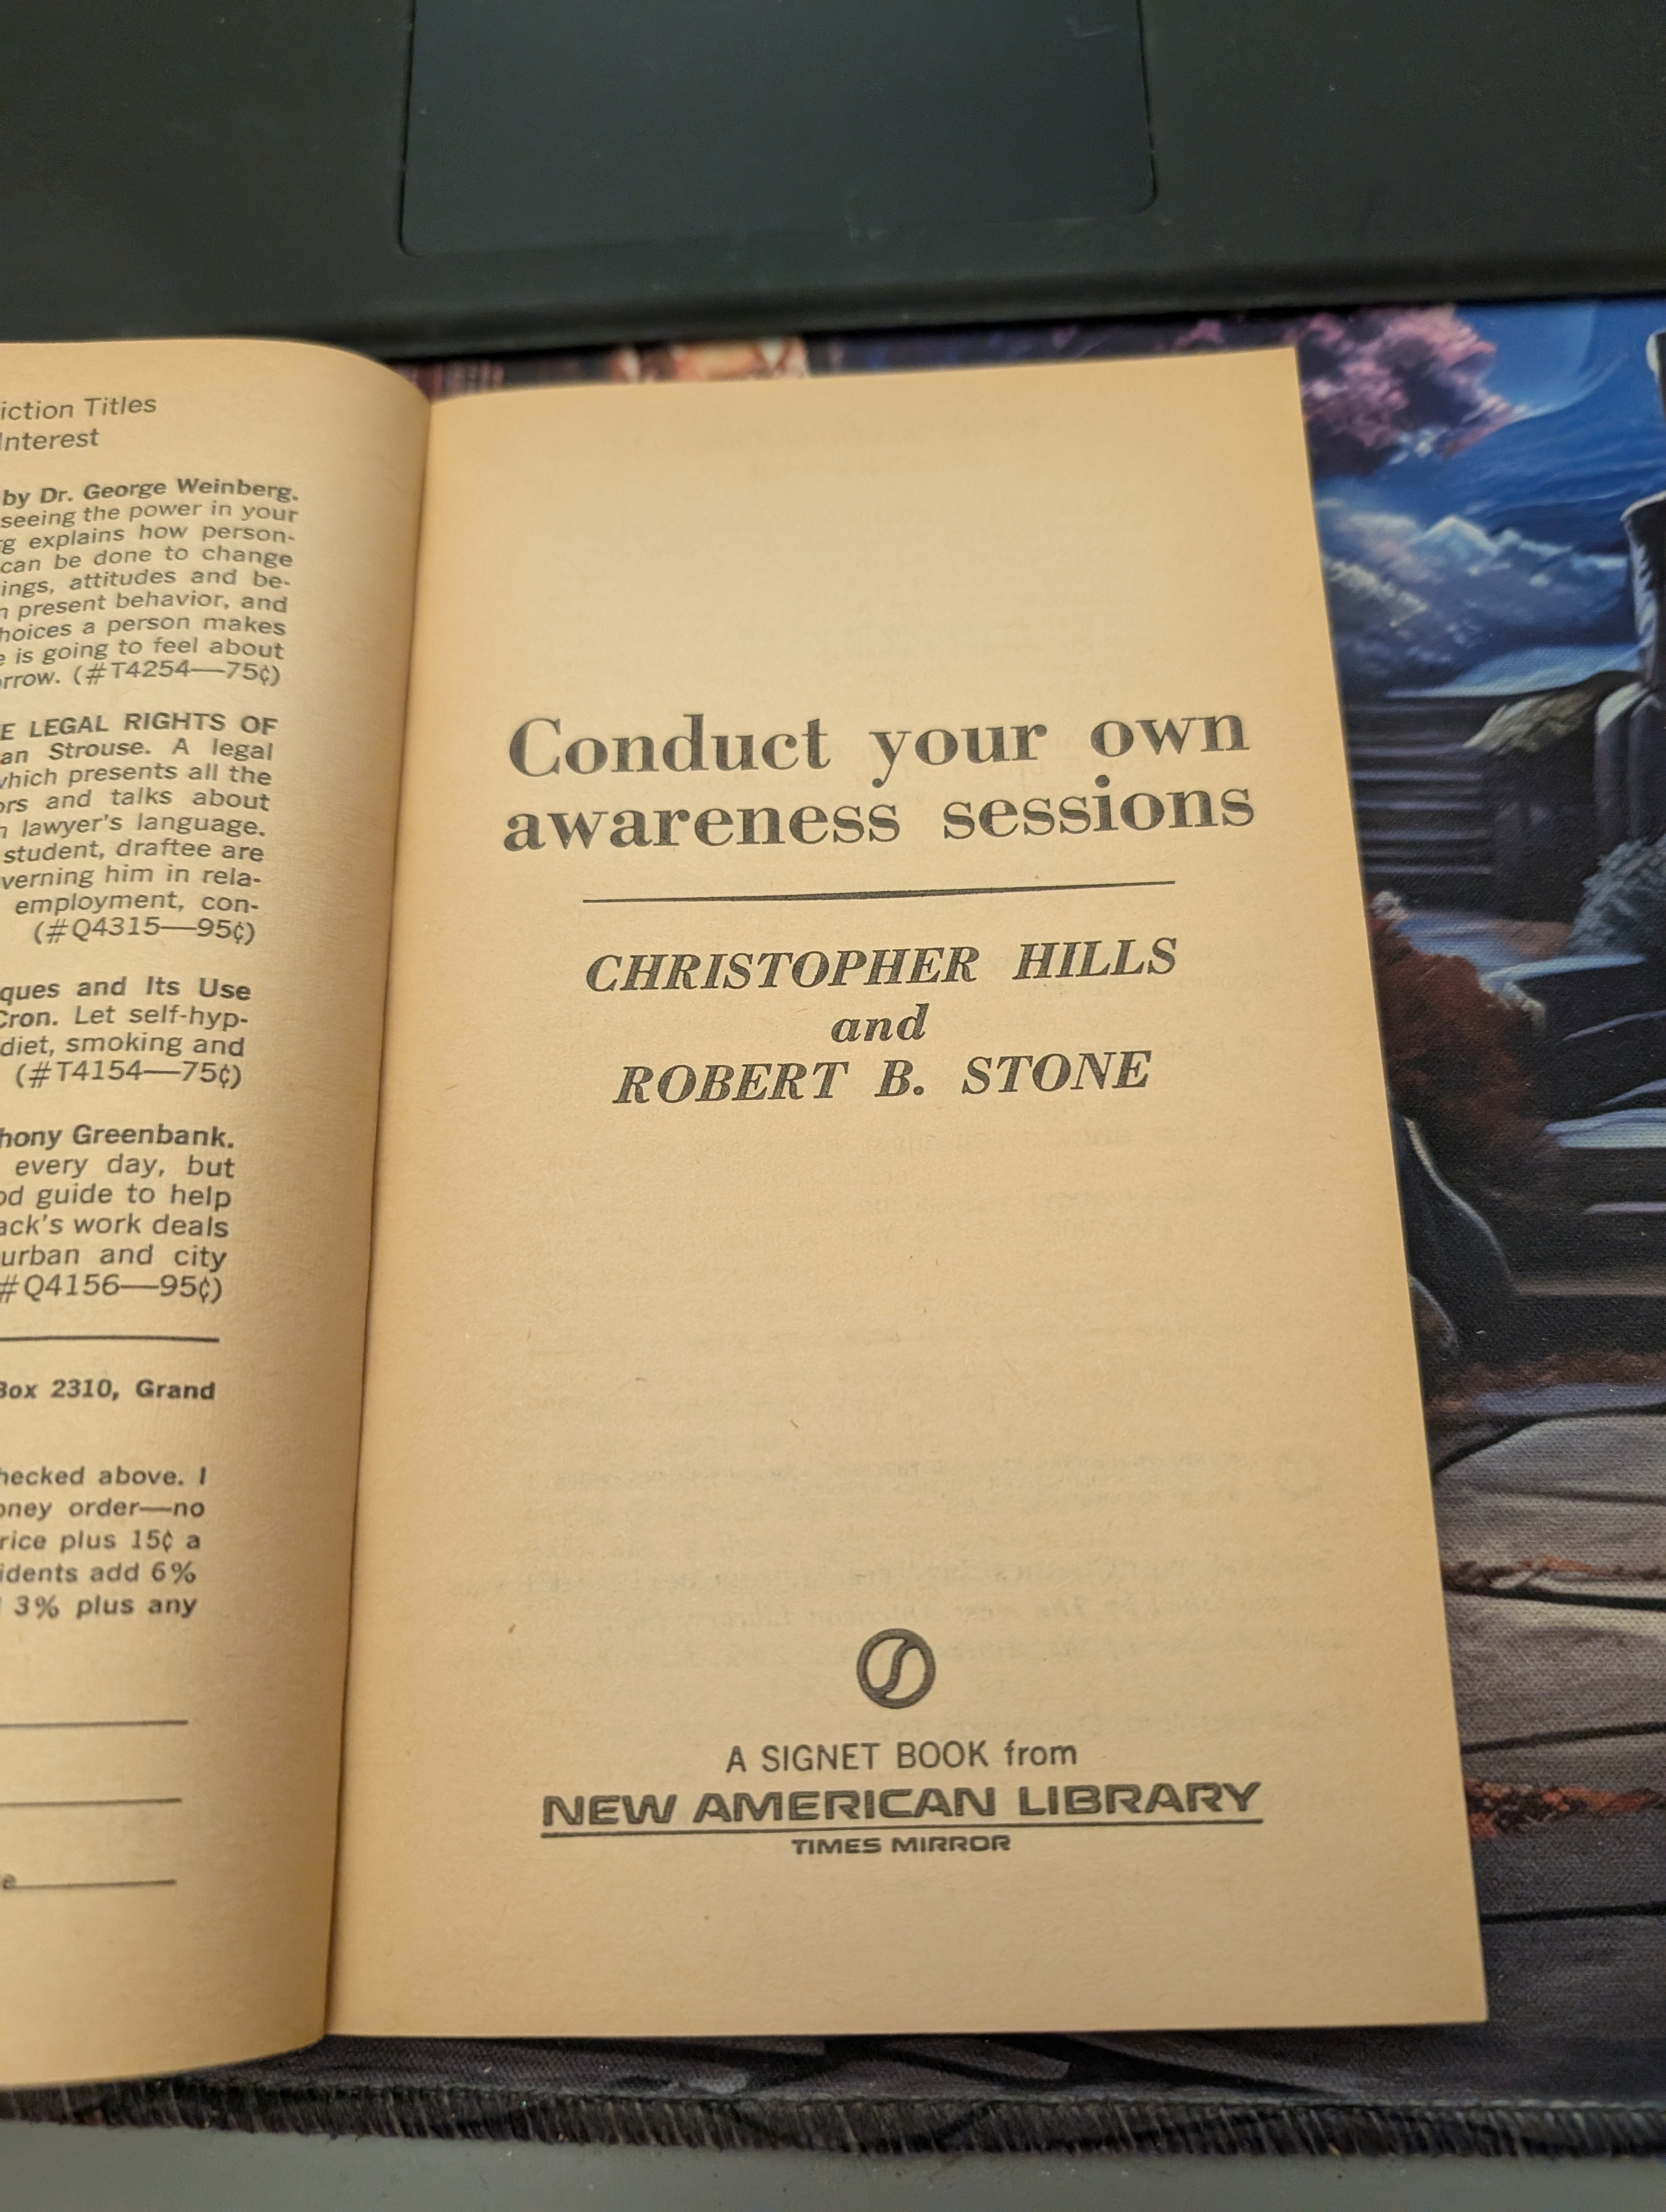 iction Titles
Interest
by Dr. George Weinberg.
seeing the power in your
g explains how person-
can be done to change
ings, attitudes and be-
n present behavior, and
hoices a person makes
e is going to feel about
rrow. (#T4254—75¢)
E LEGAL RIGHTS OF
an Strouse. A legal
which presents all the
ors and talks about
n lawyer's language.
student, draftee are
verning him in rela-
employment, con-
(#Q4315—95¢)
ques and Its Use
Cron. Let self-hyp-
diet, smoking and
(#T4154—75¢)
hony Greenbank.
every day, but
od guide to help
ack's work deals
urban and city
#Q4156—95¢)
Box 2310, Grand
hecked above. I
oney order—no
rice plus 15¢ a
idents add 6%
3% plus any
e
Conduct your own
awareness sessions
CHRISTOPHER HILLS
and
ROBERT B. STONE
A SIGNET BOOK from
NEW AMERICAN LIBRARY
TIMES MIRROR